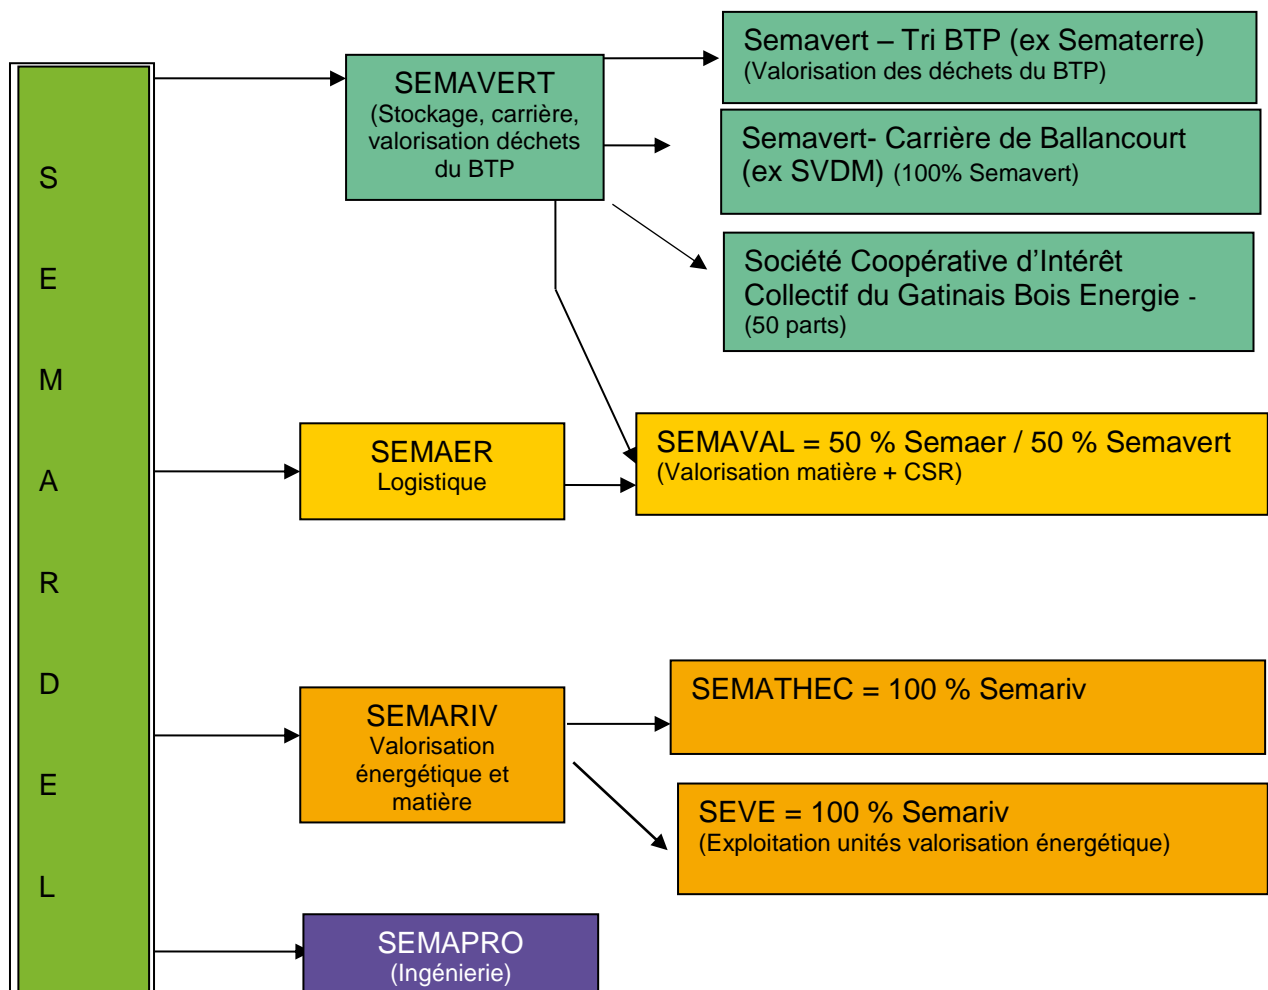 S
E
M
A
R
D
E
L
SEMAVERT
(Stockage, carrière,
valorisation déchets
du BTP
Semavert – Tri BTP (ex Sematerre)
(Valorisation des déchets du BTP)
Semavert- Carrière de Ballancourt
(ex SVDM) (100% Semavert)
Société Coopérative d’Intérêt
Collectif du Gatinais Bois Energie -
(50 parts)
SEMAER
Logistique
SEMAVAL = 50 % Semaer / 50 % Semavert
(Valorisation matière + CSR)
SEMARIV
Valorisation
énergétique et
matière
SEMATHEC = 100 % Semariv
SEVE = 100 % Semariv
(Exploitation unités valorisation énergétique)
SEMAPRO
(Ingénierie)